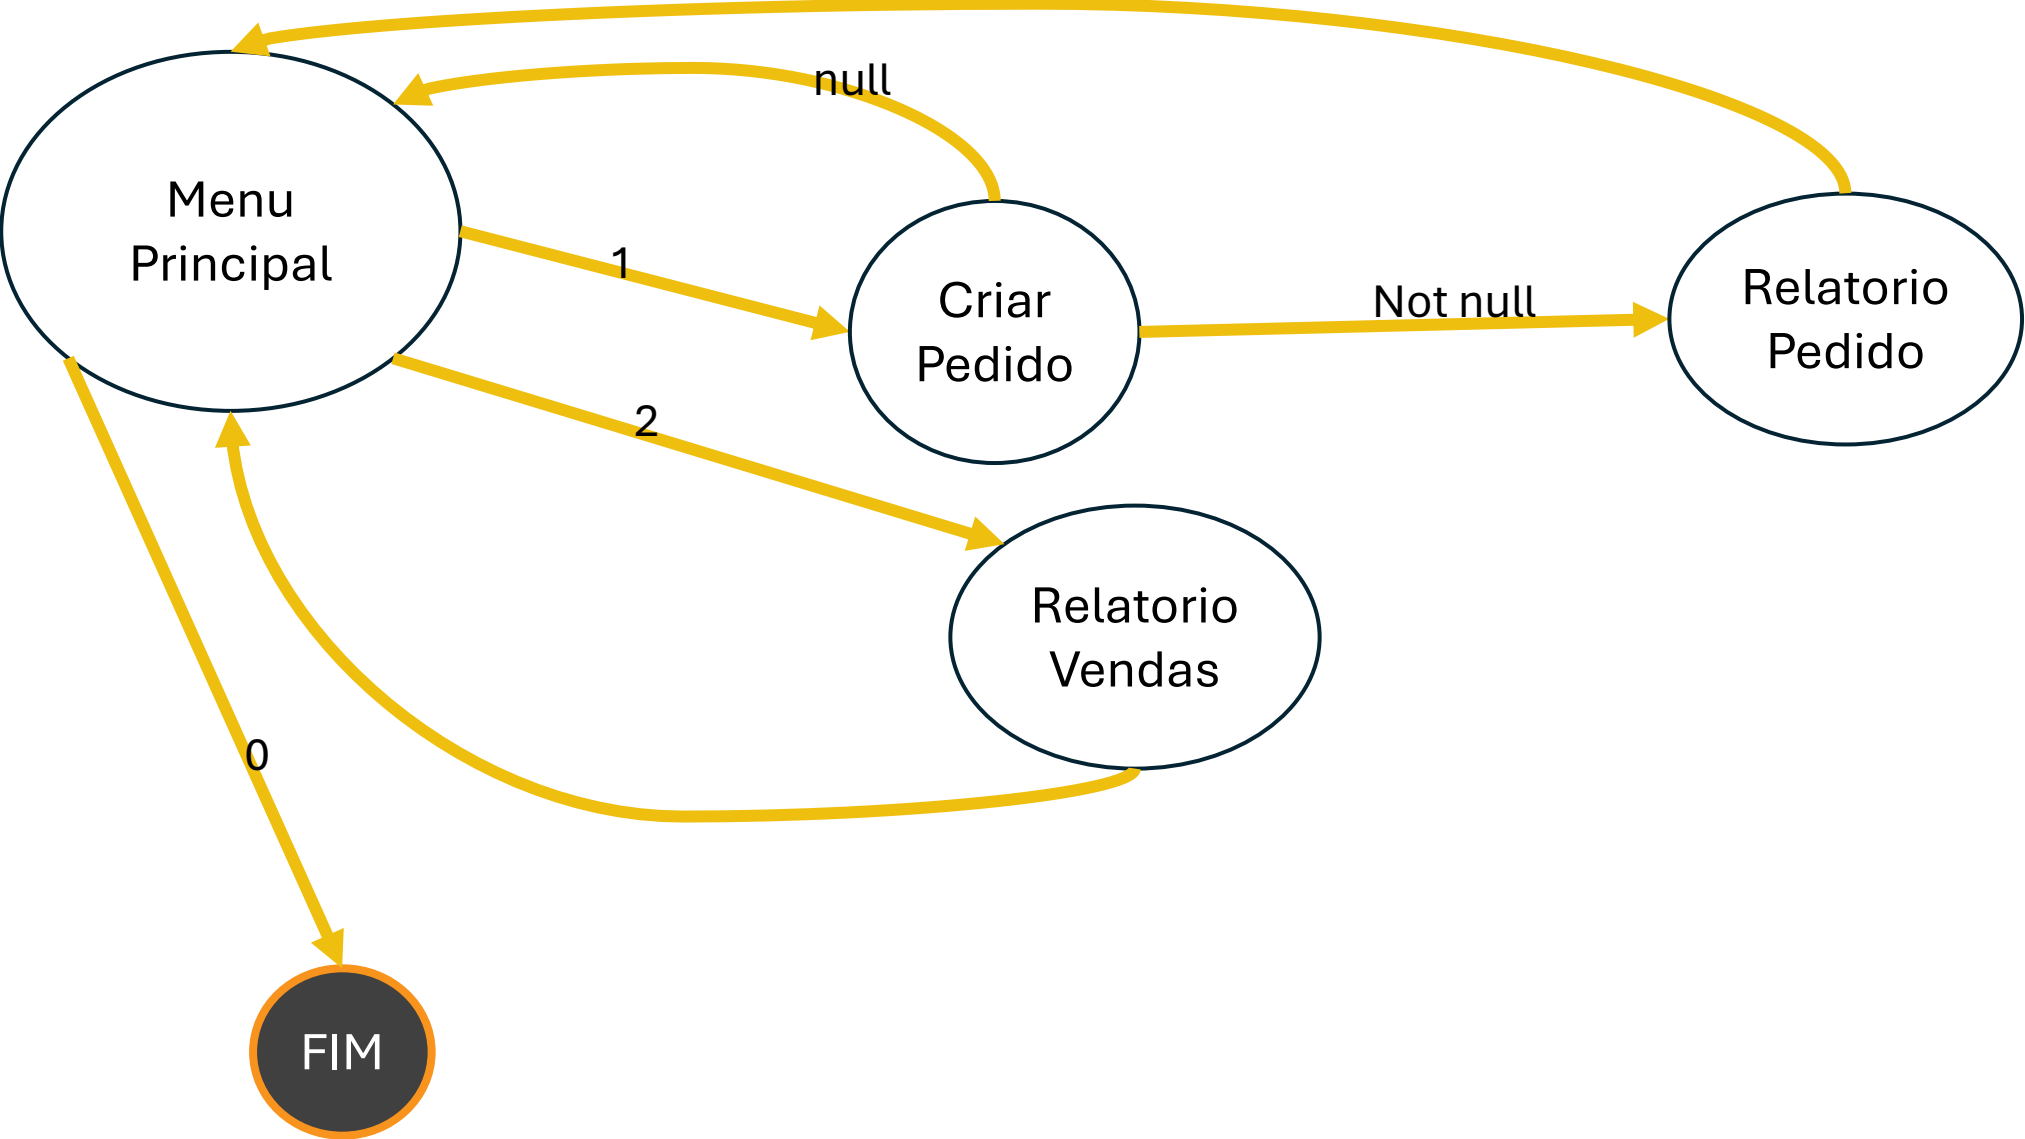 null
Menu
Principal
1
Criar
Pedido
Not null
Relatorio
Pedido
2
Relatorio
Vendas
0
FIM